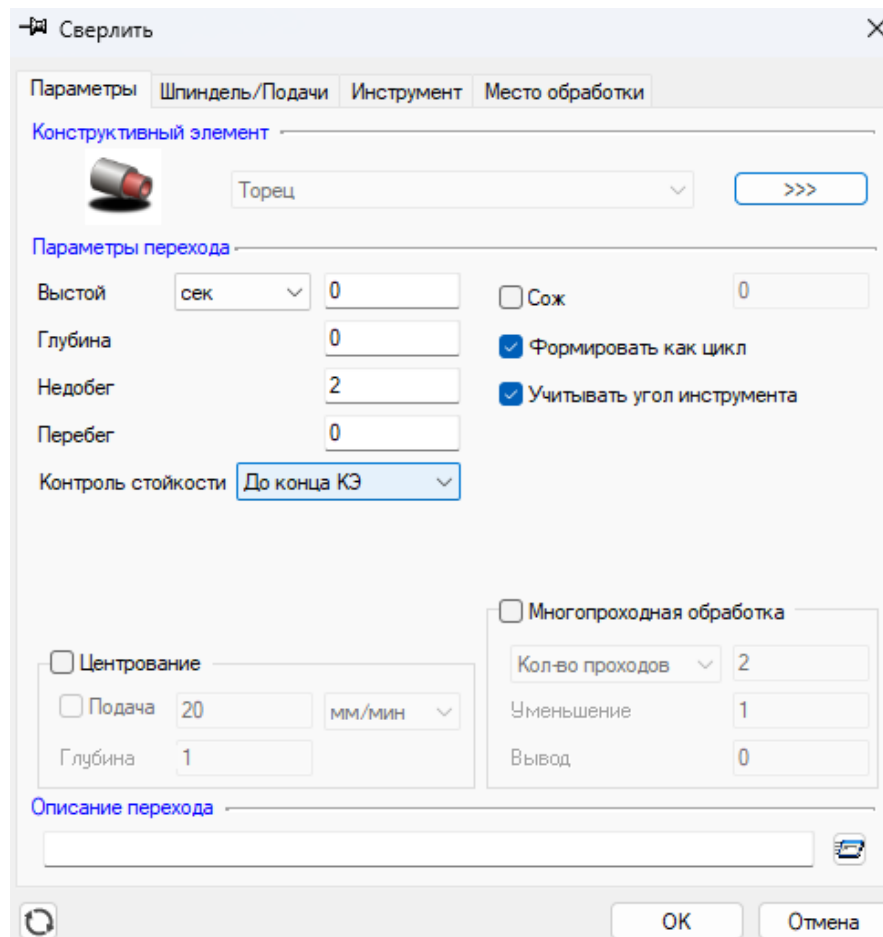 Сверлить
Параметры Шпиндель/Подачи Инструмент Место обработки
Конструктивный элемент
Торец >>>
Параметры перехода
Выстой сек 0 Сож 0
Глубина 0 Формировать как цикл
Недобег 2 Учитывать угол инструмента
Перебег 0
Контроль стойкости До конца КЭ
Многопроходная обработка
Центрование Кол-во проходов 2
Подача 20 мм/мин Уменьшение 1
Глубина 1 Вывод 0
Описание перехода
OK Отмена